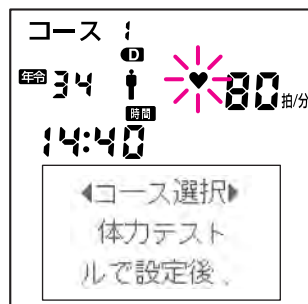 コース 1
D
年令 34 80 拍/分
時間
14:40
◀コース選択▶
体力テスト
ルで設定後、